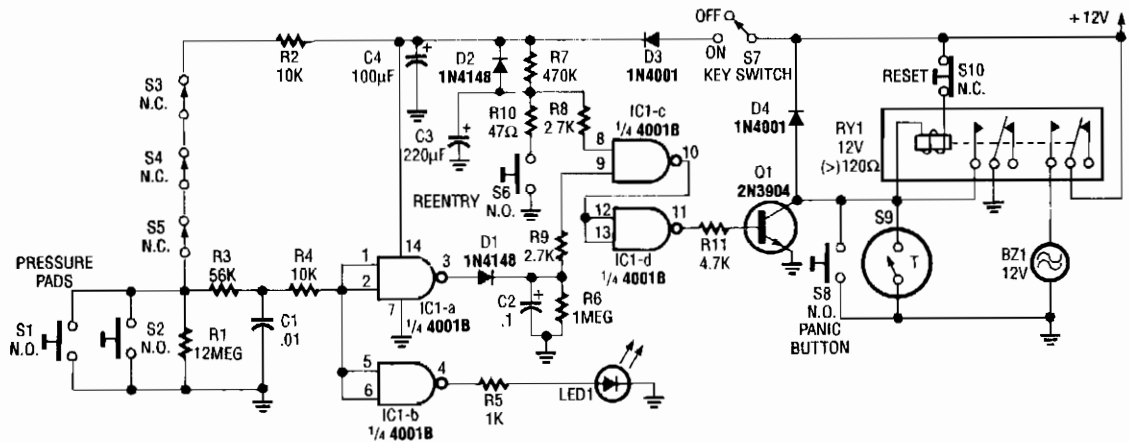 OFF
ON
S7
KEY SWITCH
+12V
R2
10K
C4
100µF
+
D2
1N4148
R7
470K
D3
1N4001
RESET
S10
N.C.
S3
N.C.
S4
N.C.
S5
N.C.
C3
220µF
+
R10
47Ω
R8
2.7K
IC1-c
1/4 4001B
8
9
10
D4
1N4001
RY1
12V
(>)120Ω
REENTRY
S6
N.O.
Q1
2N3904
12
13
11
R11
4.7K
IC1-d
1/4 4001B
S9
T
BZ1
12V
S8
N.O.
PANIC
BUTTON
PRESSURE
PADS
S1
N.O.
S2
N.O.
R1
12MEG
R3
56K
C1
.01
R4
10K
1
2
14
7
3
IC1-a
1/4 4001B
D1
1N4148
C2
.1
+
R9
2.7K
R6
1MEG
5
6
4
IC1-b
1/4 4001B
R5
1K
LED1